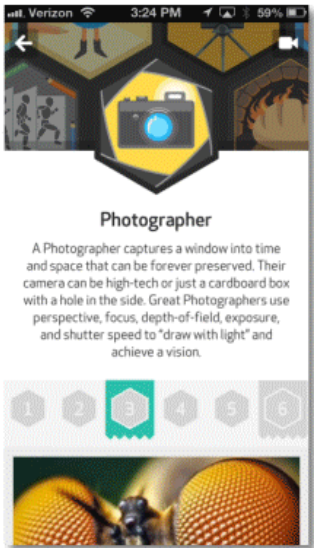 Verizon 3:24 PM 59%
Photographer
A Photographer captures a window into time
and space that can be forever preserved. Their
camera can be high-tech or just a cardboard box
with a hole in the side. Great Photographers use
perspective, focus, depth-of-field, exposure,
and shutter speed to “draw with light” and
achieve a vision.
1 2 3 4 5 6